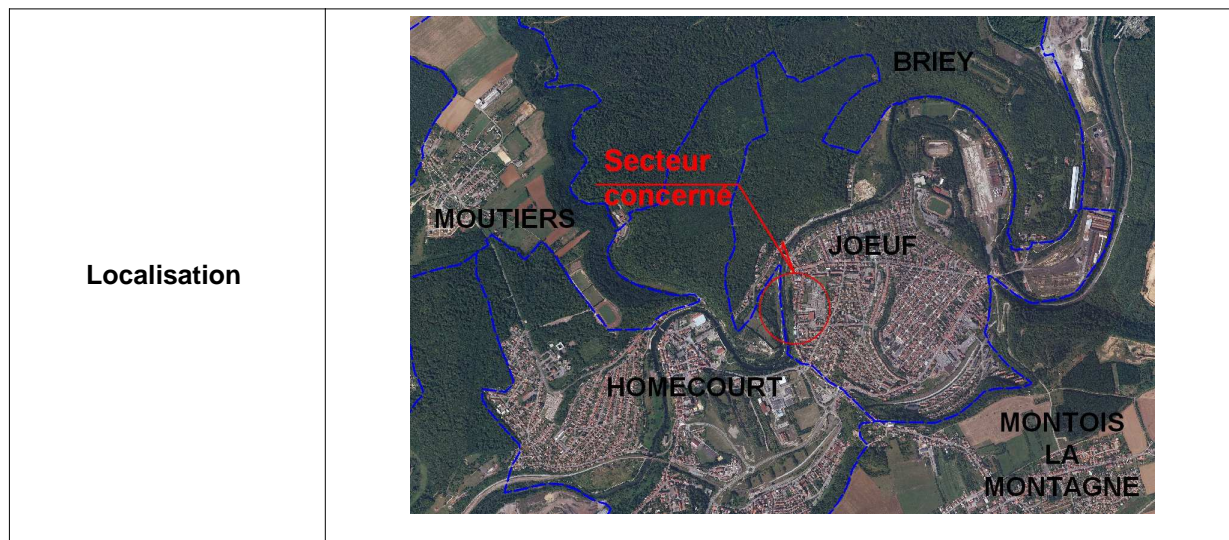 Localisation
BRIEY
Secteur
concerné
MOUTIERS
JOEUF
HOMECOURT
MONTOIS
LA
MONTAGNE